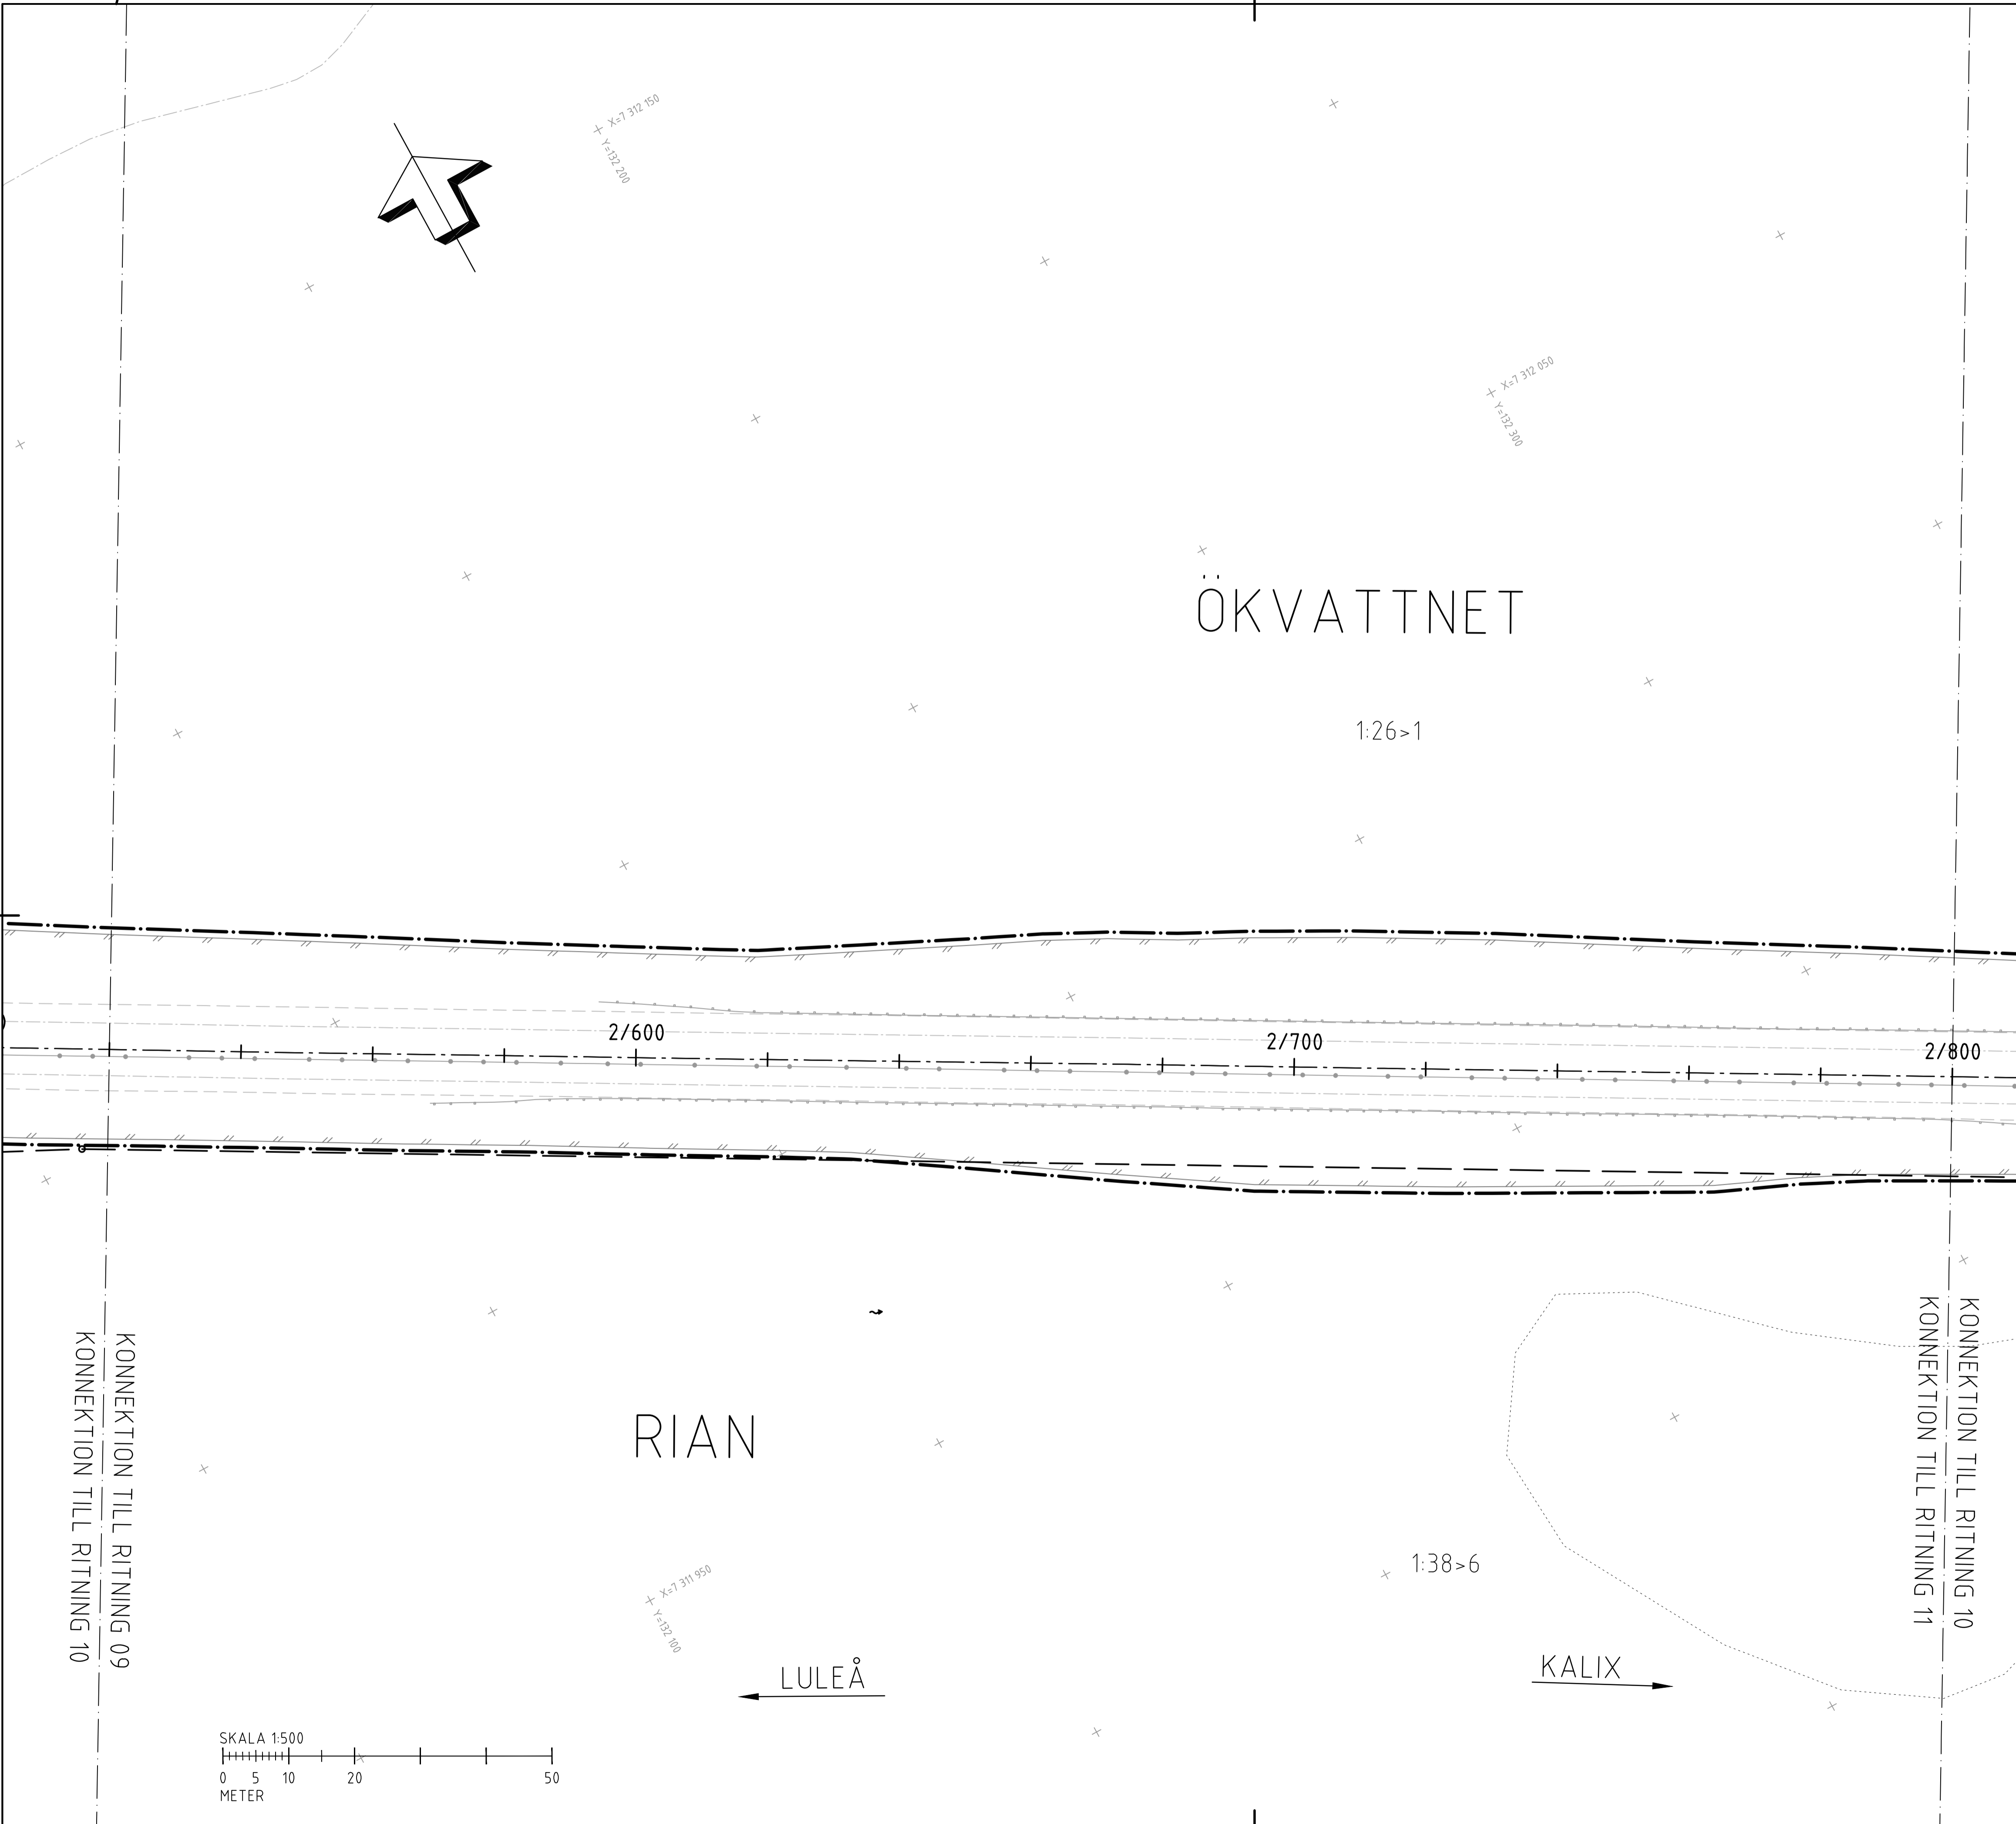 X=7 312 150
Y=132 200
X=7 312 050
Y=132 300
ÖKVATTNET
1:26>1
2/600
2/700
2/800
KONNEKTION TILL RITNING 09
KONNEKTION TILL RITNING 10
KONNEKTION TILL RITNING 10
KONNEKTION TILL RITNING 11
RIAN
1:38>6
X=7 311 950
Y=132 100
LULEÅ
KALIX
SKALA 1:500
0 5 10 20 50
METER